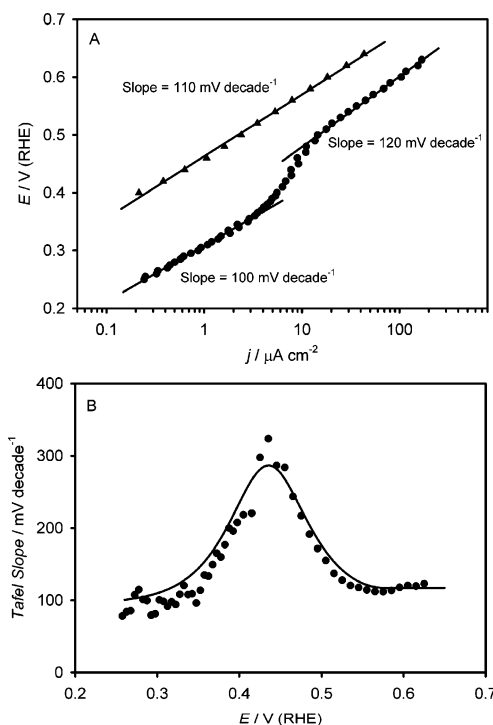 A
0.7
0.6
0.5
0.4
0.3
0.2
E / V (RHE)
Slope = 110 mV decade⁻¹
Slope = 120 mV decade⁻¹
Slope = 100 mV decade⁻¹
0.1 1 10 100
j / μA cm⁻²
B
400
300
200
100
0
Tafel Slope / mV decade⁻¹
0.2 0.3 0.4 0.5 0.6 0.7
E / V (RHE)